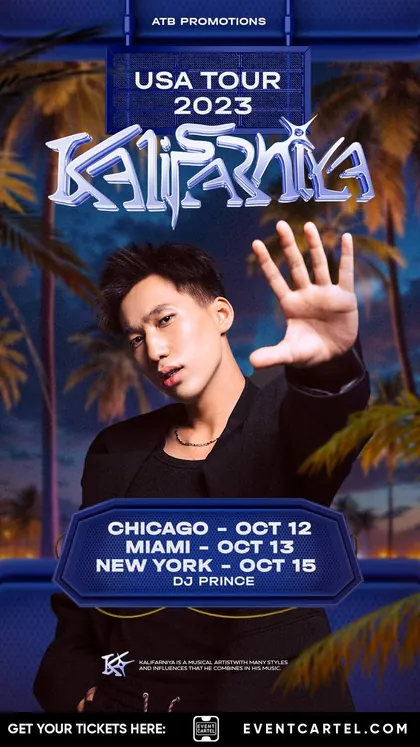 ATB PROMOTIONS
USA TOUR
2023
KALIFARNIYA
CHICAGO - OCT 12
MIAMI - OCT 13
NEW YORK - OCT 15
DJ PRINCE
KALIFARNIYA IS A MUSICAL ARTISTWITH MANY STYLES
AND INFLUENCES THAT HE COMBINES IN HIS MUSIC.
GET YOUR TICKETS HERE:
EVENT
CARTEL
EVENTCARTEL.COM